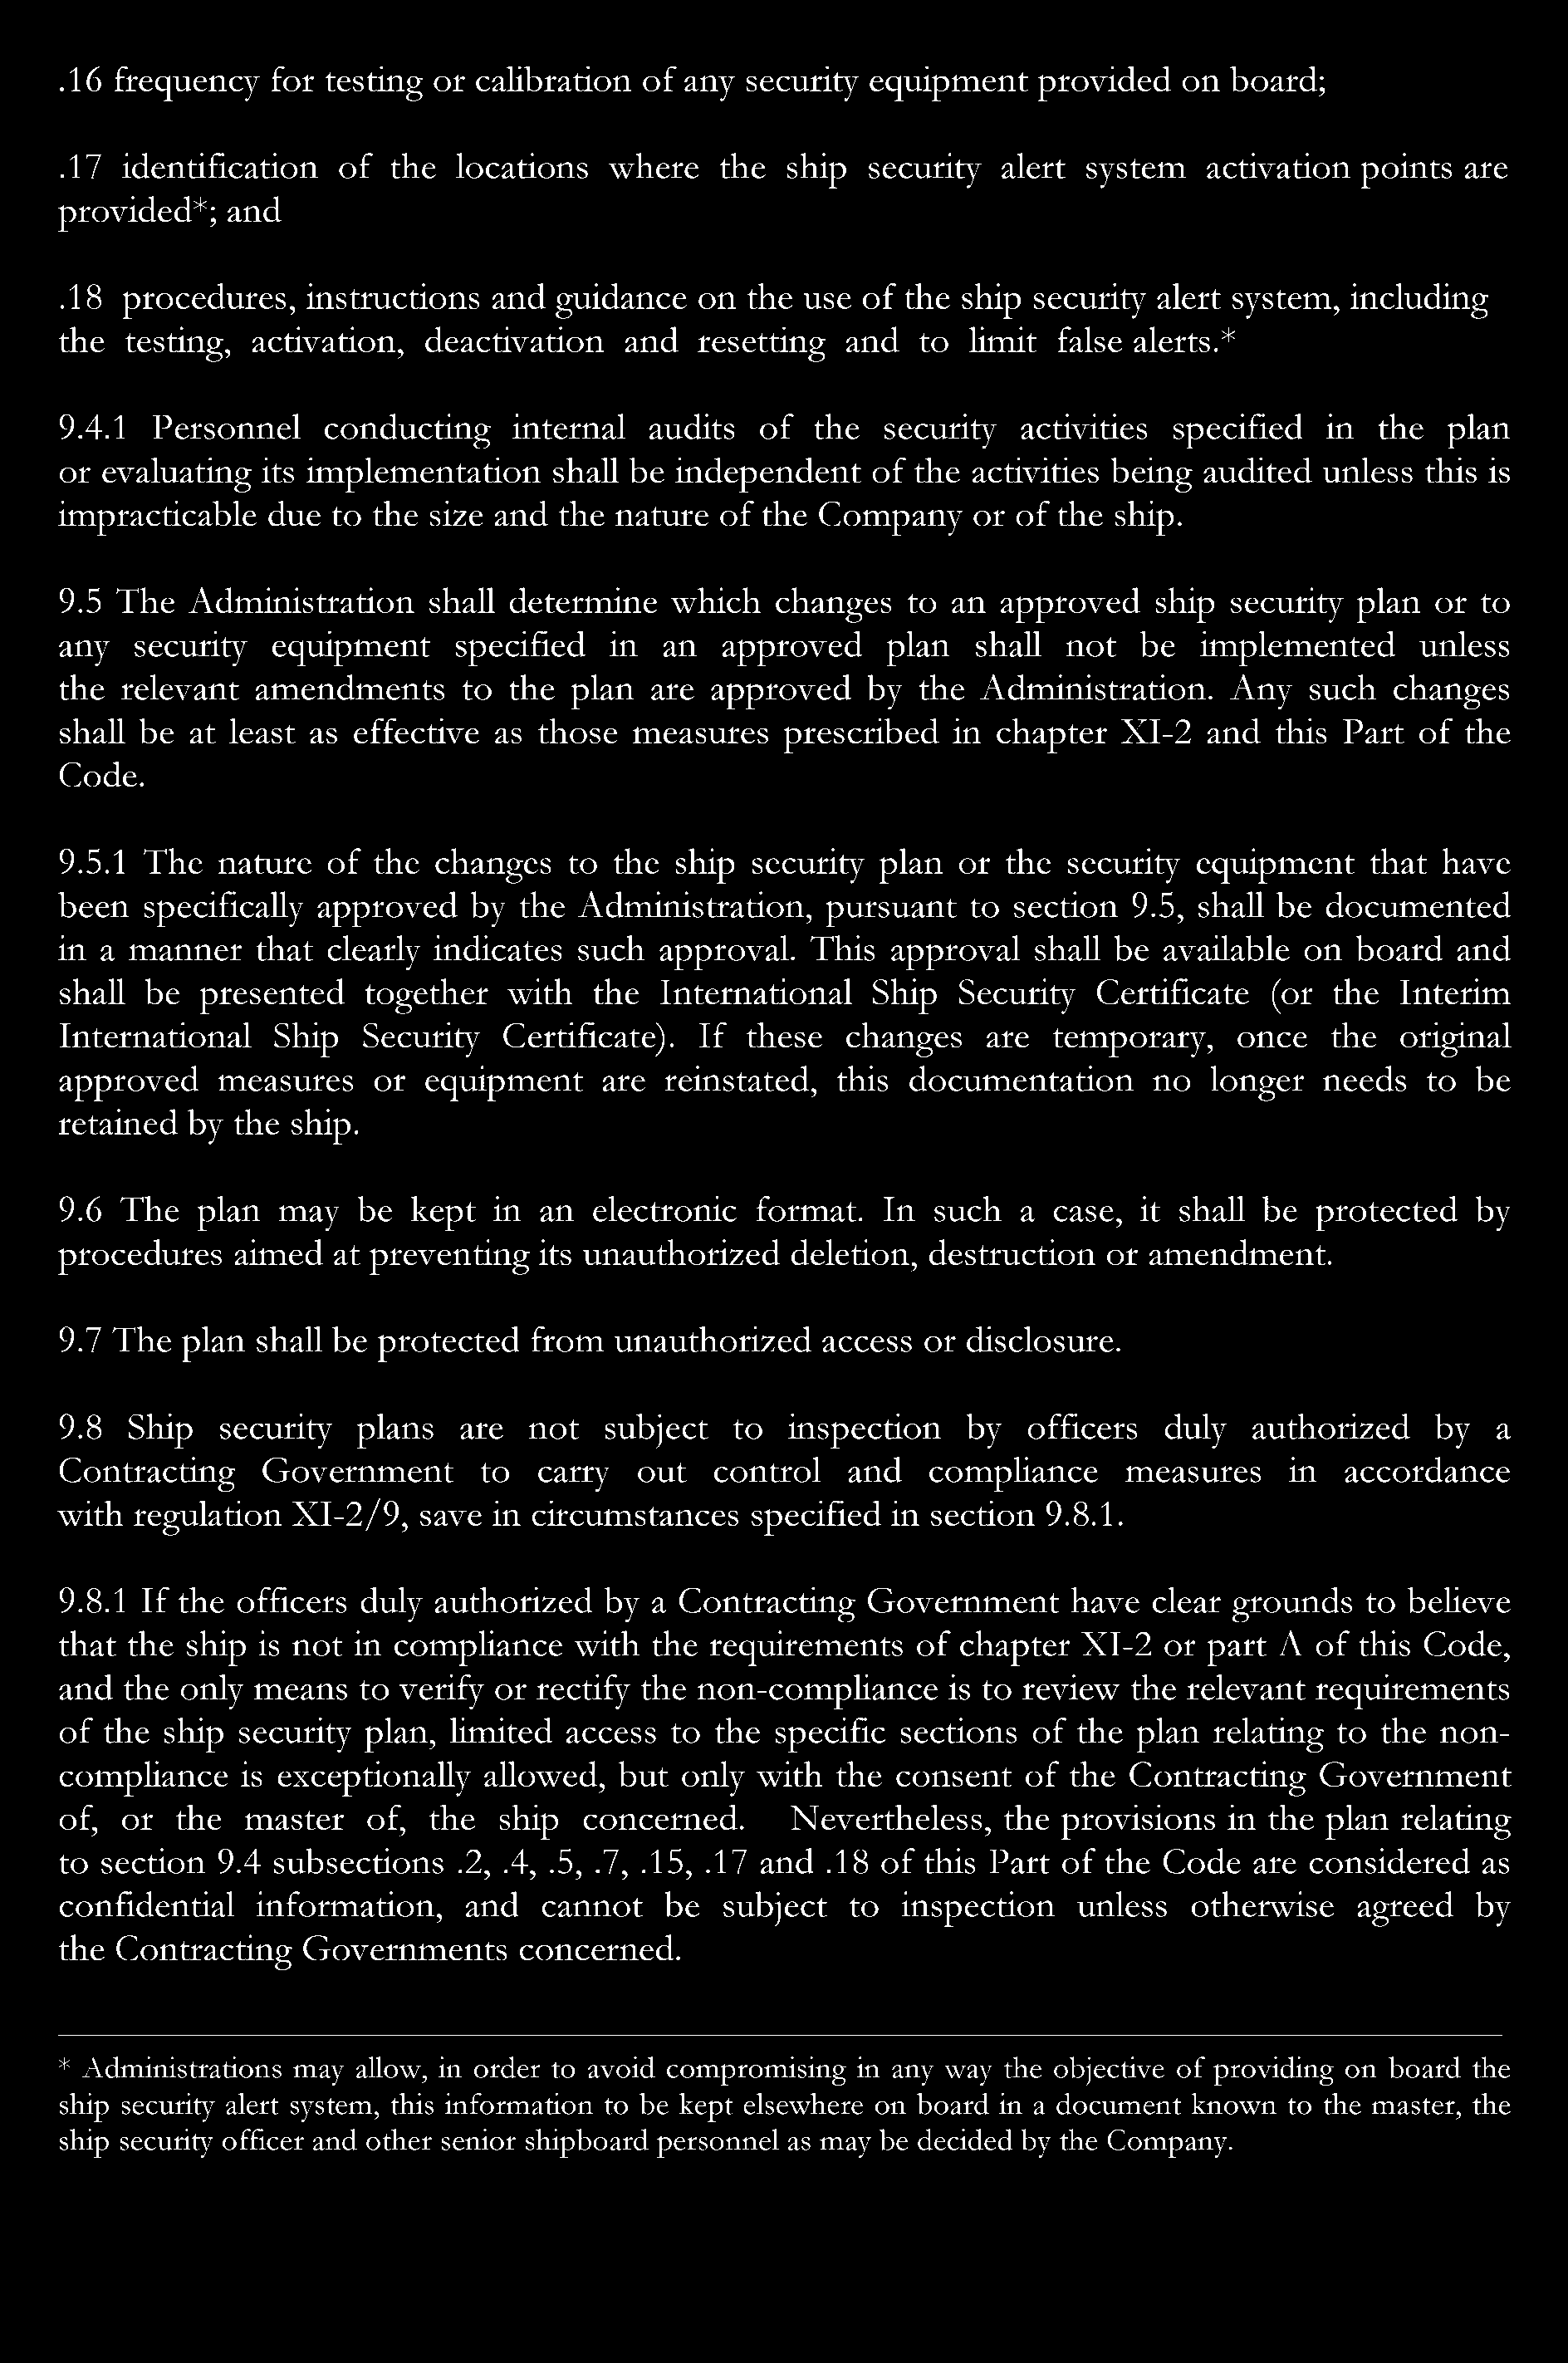 .16 frequency for testing or calibration of any security equipment provided on board;
.17 identification of the locations where the ship security alert system activation points are
provided*; and
.18 procedures, instructions and guidance on the use of the ship security alert system, including
the testing, activation, deactivation and resetting and to limit false alerts.*
9.4.1 Personnel conducting internal audits of the security activities specified in the plan
or evaluating its implementation shall be independent of the activities being audited unless this is
impracticable due to the size and the nature of the Company or of the ship.
9.5 The Administration shall determine which changes to an approved ship security plan or to
any security equipment specified in an approved plan shall not be implemented unless
the relevant amendments to the plan are approved by the Administration. Any such changes
shall be at least as effective as those measures prescribed in chapter XI-2 and this Part of the
Code.
9.5.1 The nature of the changes to the ship security plan or the security equipment that have
been specifically approved by the Administration, pursuant to section 9.5, shall be documented
in a manner that clearly indicates such approval. This approval shall be available on board and
shall be presented together with the International Ship Security Certificate (or the Interim
International Ship Security Certificate). If these changes are temporary, once the original
approved measures or equipment are reinstated, this documentation no longer needs to be
retained by the ship.
9.6 The plan may be kept in an electronic format. In such a case, it shall be protected by
procedures aimed at preventing its unauthorized deletion, destruction or amendment.
9.7 The plan shall be protected from unauthorized access or disclosure.
9.8 Ship security plans are not subject to inspection by officers duly authorized by a
Contracting Government to carry out control and compliance measures in accordance
with regulation XI-2/9, save in circumstances specified in section 9.8.1.
9.8.1 If the officers duly authorized by a Contracting Government have clear grounds to believe
that the ship is not in compliance with the requirements of chapter XI-2 or part A of this Code,
and the only means to verify or rectify the non-compliance is to review the relevant requirements
of the ship security plan, limited access to the specific sections of the plan relating to the non-
compliance is exceptionally allowed, but only with the consent of the Contracting Government
of, or the master of, the ship concerned. Nevertheless, the provisions in the plan relating
to section 9.4 subsections .2, .4, .5, .7, .15, .17 and .18 of this Part of the Code are considered as
confidential information, and cannot be subject to inspection unless otherwise agreed by
the Contracting Governments concerned.
* Administrations may allow, in order to avoid compromising in any way the objective of providing on board the
ship security alert system, this information to be kept elsewhere on board in a document known to the master, the
ship security officer and other senior shipboard personnel as may be decided by the Company.